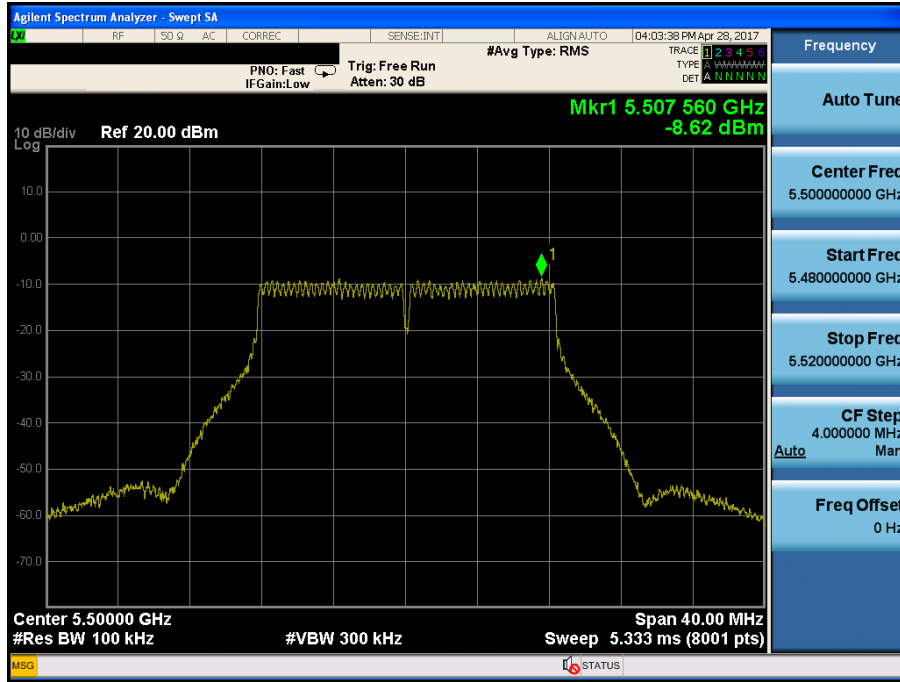 Agilent Spectrum Analyzer - Swept SA
LXI RF 50 Ω AC CORREC SENSE:INT ALIGN AUTO 04:03:38 PM Apr 28, 2017
PNO: Fast
IFGain:Low
Trig: Free Run
Atten: 30 dB
#Avg Type: RMS
TRACE 1 2 3 4 5 6
TYPE A
DET A N N N N N
Mkr1 5.507 560 GHz
-8.62 dBm
10 dB/div Ref 20.00 dBm
Log
10.0
0.00
-10.0
-20.0
-30.0
-40.0
-50.0
-60.0
-70.0
1
Center 5.50000 GHz Span 40.00 MHz
#Res BW 100 kHz #VBW 300 kHz Sweep 5.333 ms (8001 pts)
MSG STATUS
Frequency
Auto Tune
Center Freq
5.500000000 GHz
Start Freq
5.480000000 GHz
Stop Freq
5.520000000 GHz
CF Step
4.000000 MHz
Auto Man
Freq Offset
0 Hz